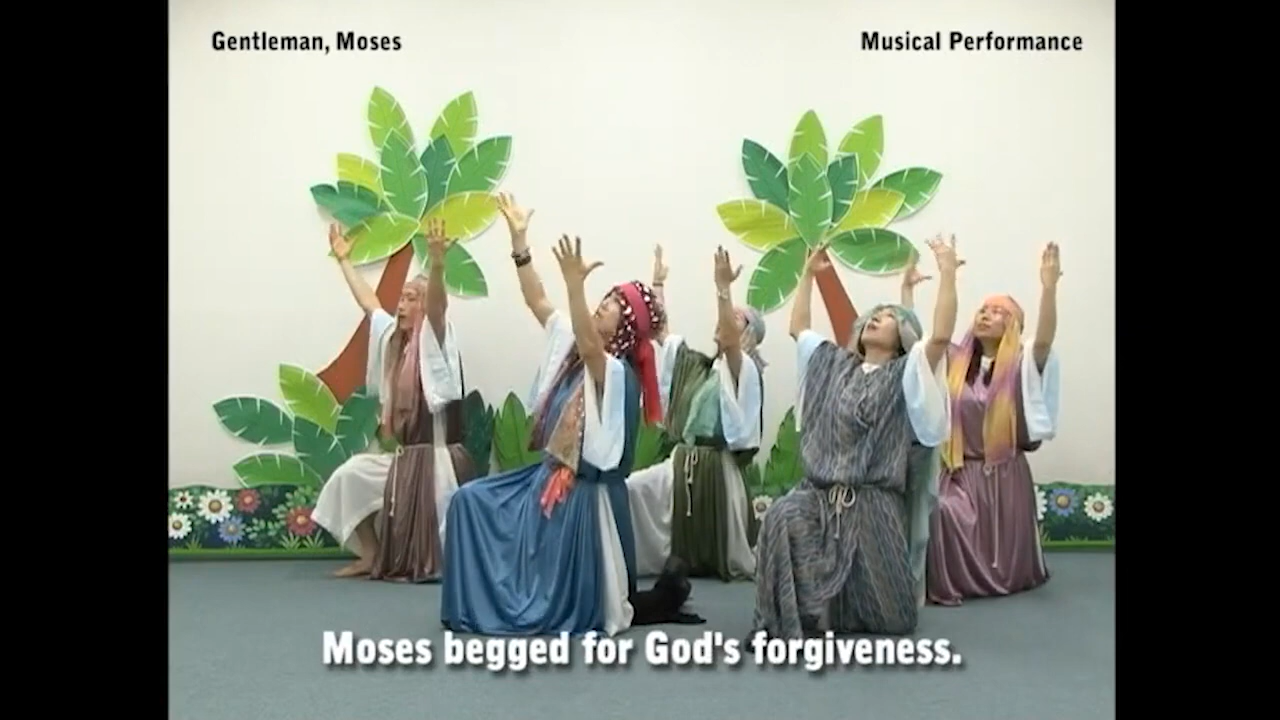 Gentleman, Moses
Musical Performance
Moses begged for God's forgiveness.